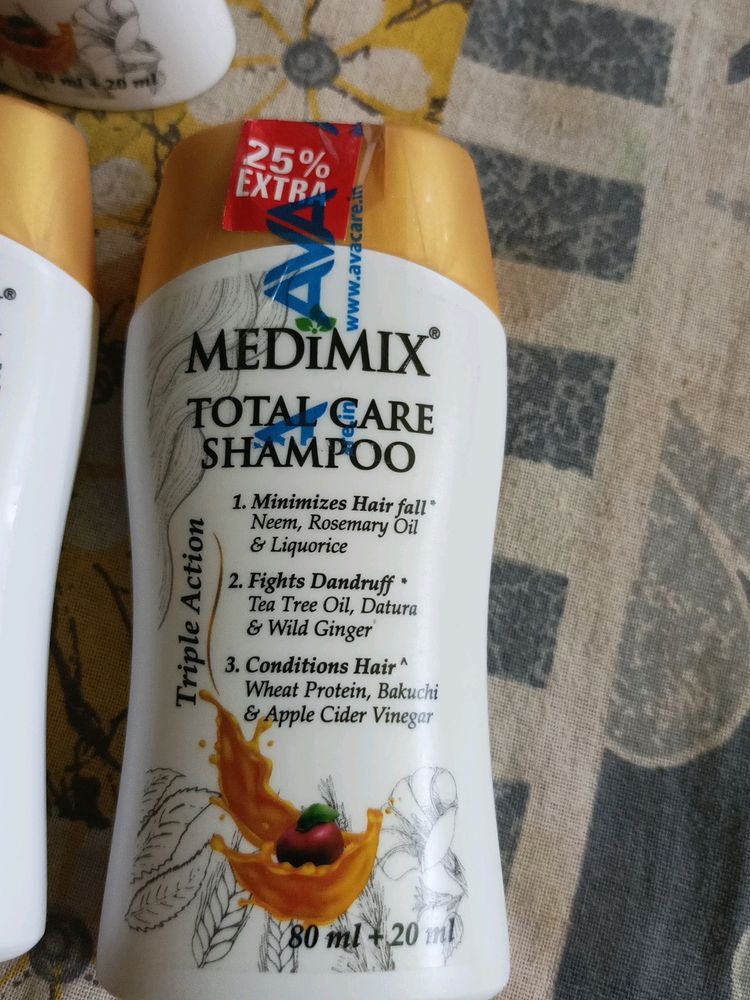 80 ml + 20 ml
25%
EXTRA
AVA
www.avacare.in
MEDiMIX®
TOTAL CARE
re.in
SHAMPOO
Triple Action
1. Minimizes Hair fall*
Neem, Rosemary Oil
& Liquorice
2. Fights Dandruff *
Tea Tree Oil, Datura
& Wild Ginger
3. Conditions Hair^
Wheat Protein, Bakuchi
& Apple Cider Vinegar
80 ml + 20 ml